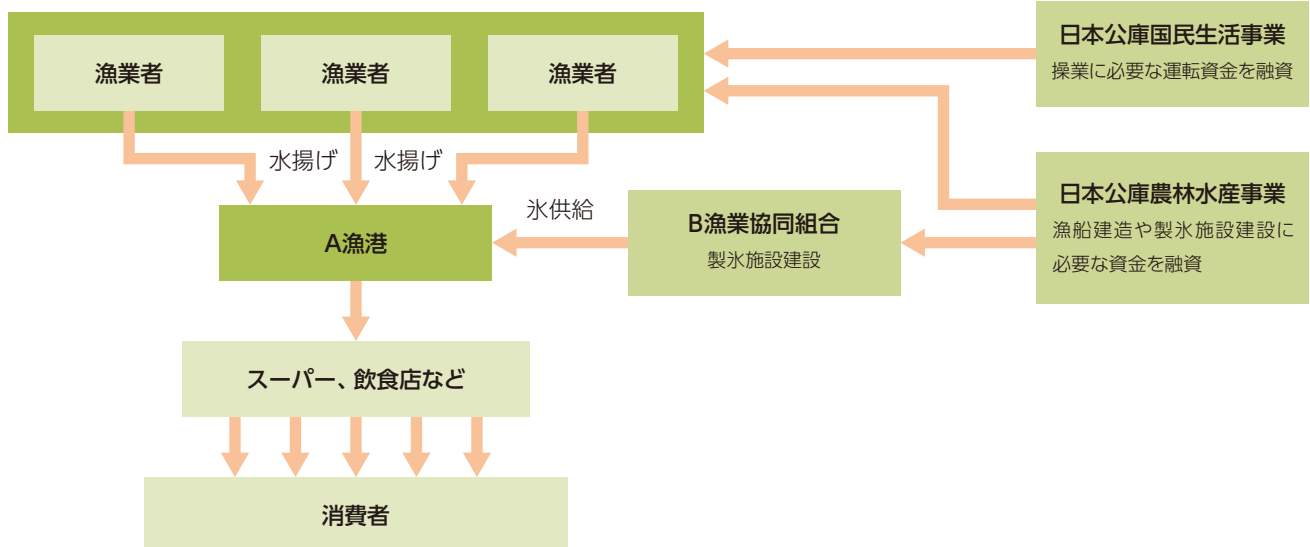 漁業者
漁業者
漁業者
日本公庫国民生活事業
操業に必要な運転資金を融資
水揚げ
水揚げ
A漁港
氷供給
B漁業協同組合
製氷施設建設
日本公庫農林水産事業
漁船建造や製氷施設建設に
必要な資金を融資
スーパー、飲食店など
消費者